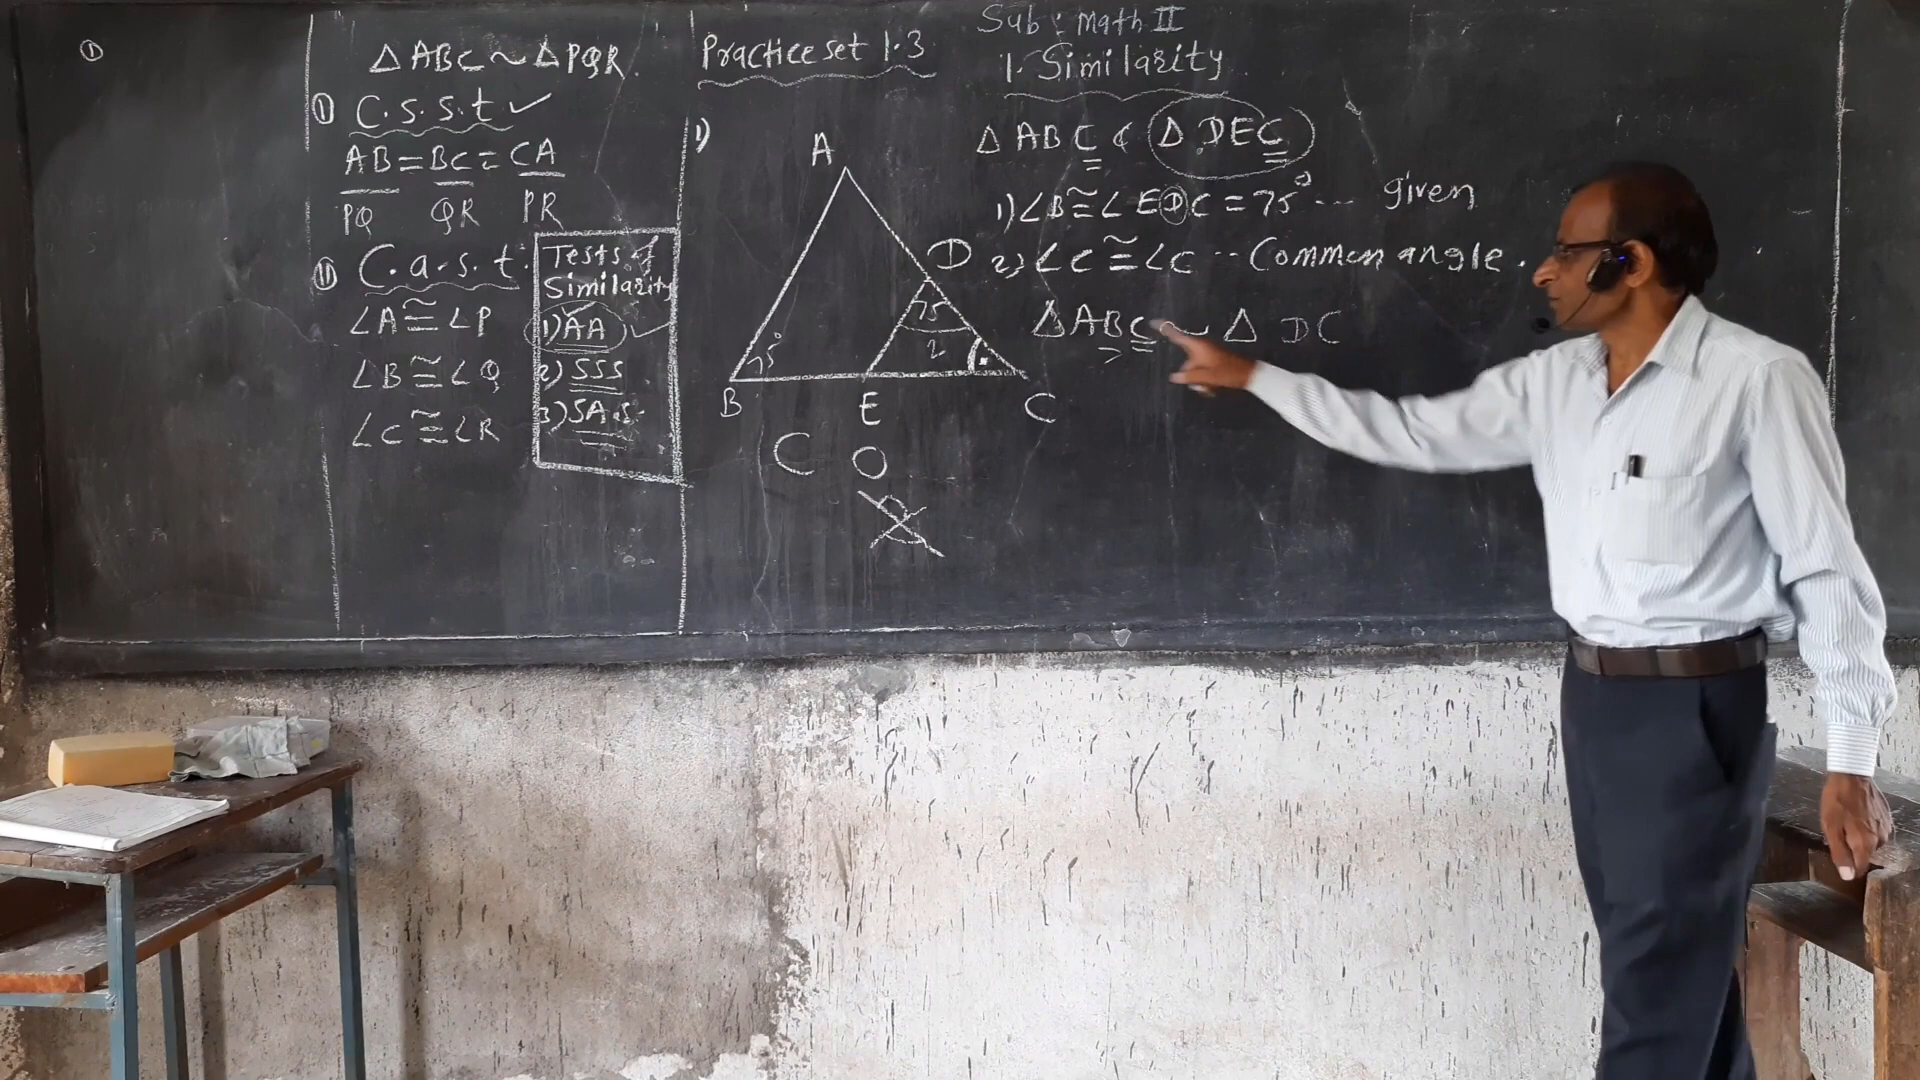 ①
△ABC ~ △PQR.
① C.s.s.t ✓
AB = BC = CA
PQ QR PR
② C.a.s.t:
∠A ≅ ∠P
∠B ≅ ∠Q
∠C ≅ ∠R
Tests of
Similarity
1) AA ✓
2) SSS
3) SAS
Practice set 1.3
Sub : Math II
1. Similarity
1)
A
D
75
2
75°
B
E
C
C O
△ ABC & △ DEC
1) ∠B ≅ ∠EDC = 75° --- given
2) ∠C ≅ ∠C -- Common angle.
△ABC ~ △ DC